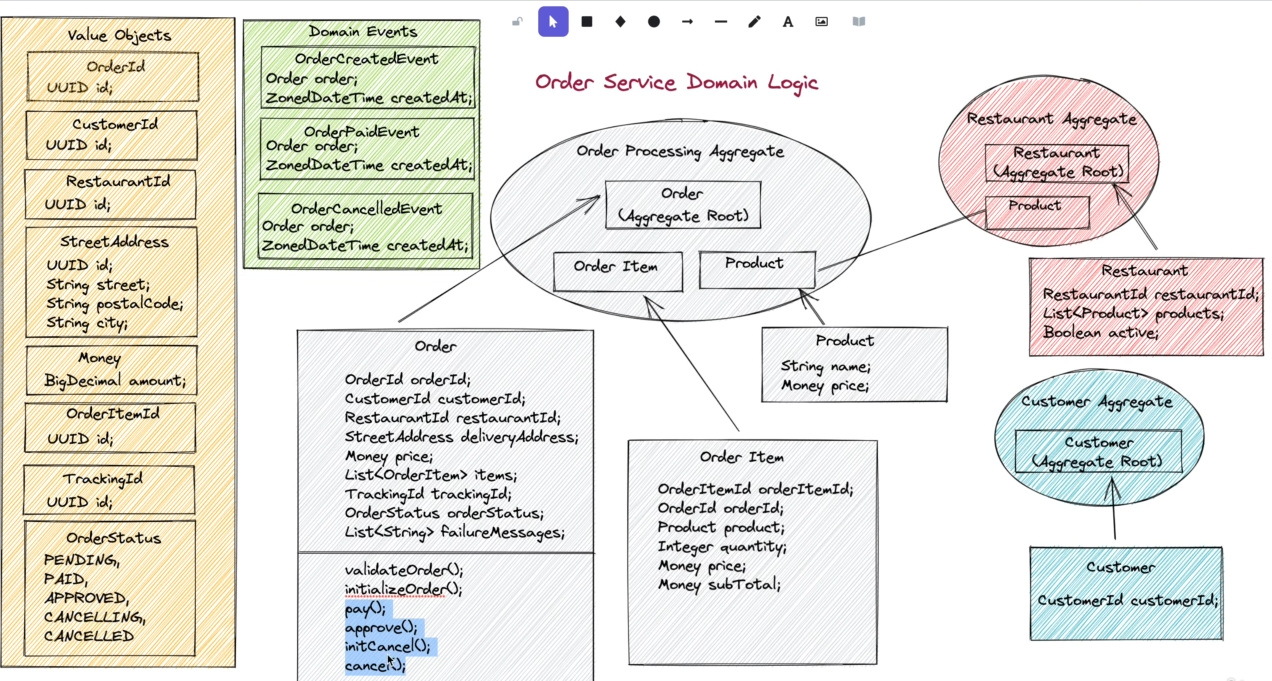 Value Objects
OrderId
UUID id;
CustomerId
UUID id;
RestaurantId
UUID id;
StreetAddress
UUID id;
String street;
String postalCode;
String city;
Money
BigDecimal amount;
OrderItemId
UUID id;
TrackingId
UUID id;
OrderStatus
PENDING,
PAID,
APPROVED,
CANCELLING,
CANCELLED
Domain Events
OrderCreatedEvent
Order order;
ZonedDateTime createdAt;
OrderPaidEvent
Order order;
ZonedDateTime createdAt;
OrderCancelledEvent
Order order;
ZonedDateTime createdAt;
A
Order Service Domain Logic
Order Processing Aggregate
Order
(Aggregate Root)
Order Item
Product
Restaurant Aggregate
Restaurant
(Aggregate Root)
Product
Restaurant
RestaurantId restaurantId;
List<Product> products;
Boolean active;
Order
OrderId orderId;
CustomerId customerId;
RestaurantId restaurantId;
StreetAddress deliveryAddress;
Money price;
List<OrderItem> items;
TrackingId trackingId;
OrderStatus orderStatus;
List<String> failureMessages;
validateOrder();
initializeOrder();
pay();
approve();
initCancel();
cancel();
Product
String name;
Money price;
Order Item
OrderItemId orderItemId;
OrderId orderId;
Product product;
Integer quantity;
Money price;
Money subTotal;
Customer Aggregate
Customer
(Aggregate Root)
Customer
CustomerId customerId;